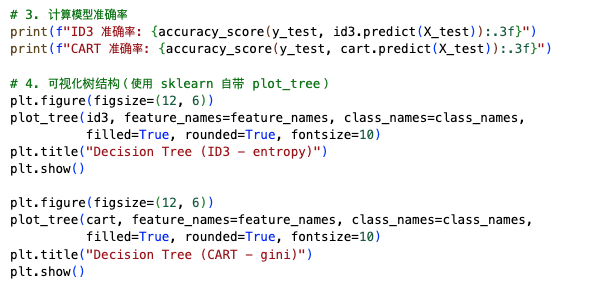 # 3. 计算模型准确率
print(f"ID3 准确率: {accuracy_score(y_test, id3.predict(X_test)):.3f}")
print(f"CART 准确率: {accuracy_score(y_test, cart.predict(X_test)):.3f}")

# 4. 可视化树结构（使用 sklearn 自带 plot_tree）
plt.figure(figsize=(12, 6))
plot_tree(id3, feature_names=feature_names, class_names=class_names,
          filled=True, rounded=True, fontsize=10)
plt.title("Decision Tree (ID3 - entropy)")
plt.show()

plt.figure(figsize=(12, 6))
plot_tree(cart, feature_names=feature_names, class_names=class_names,
          filled=True, rounded=True, fontsize=10)
plt.title("Decision Tree (CART - gini)")
plt.show()